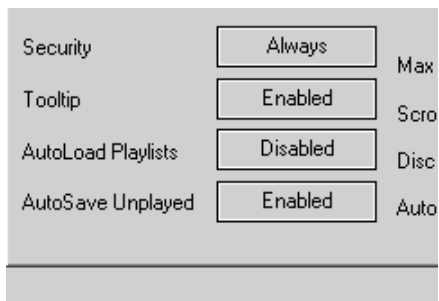 Security Always
Max
Tooltip Enabled
Scro
AutoLoad Playlists Disabled
Disc
AutoSave Unplayed Enabled
Auto